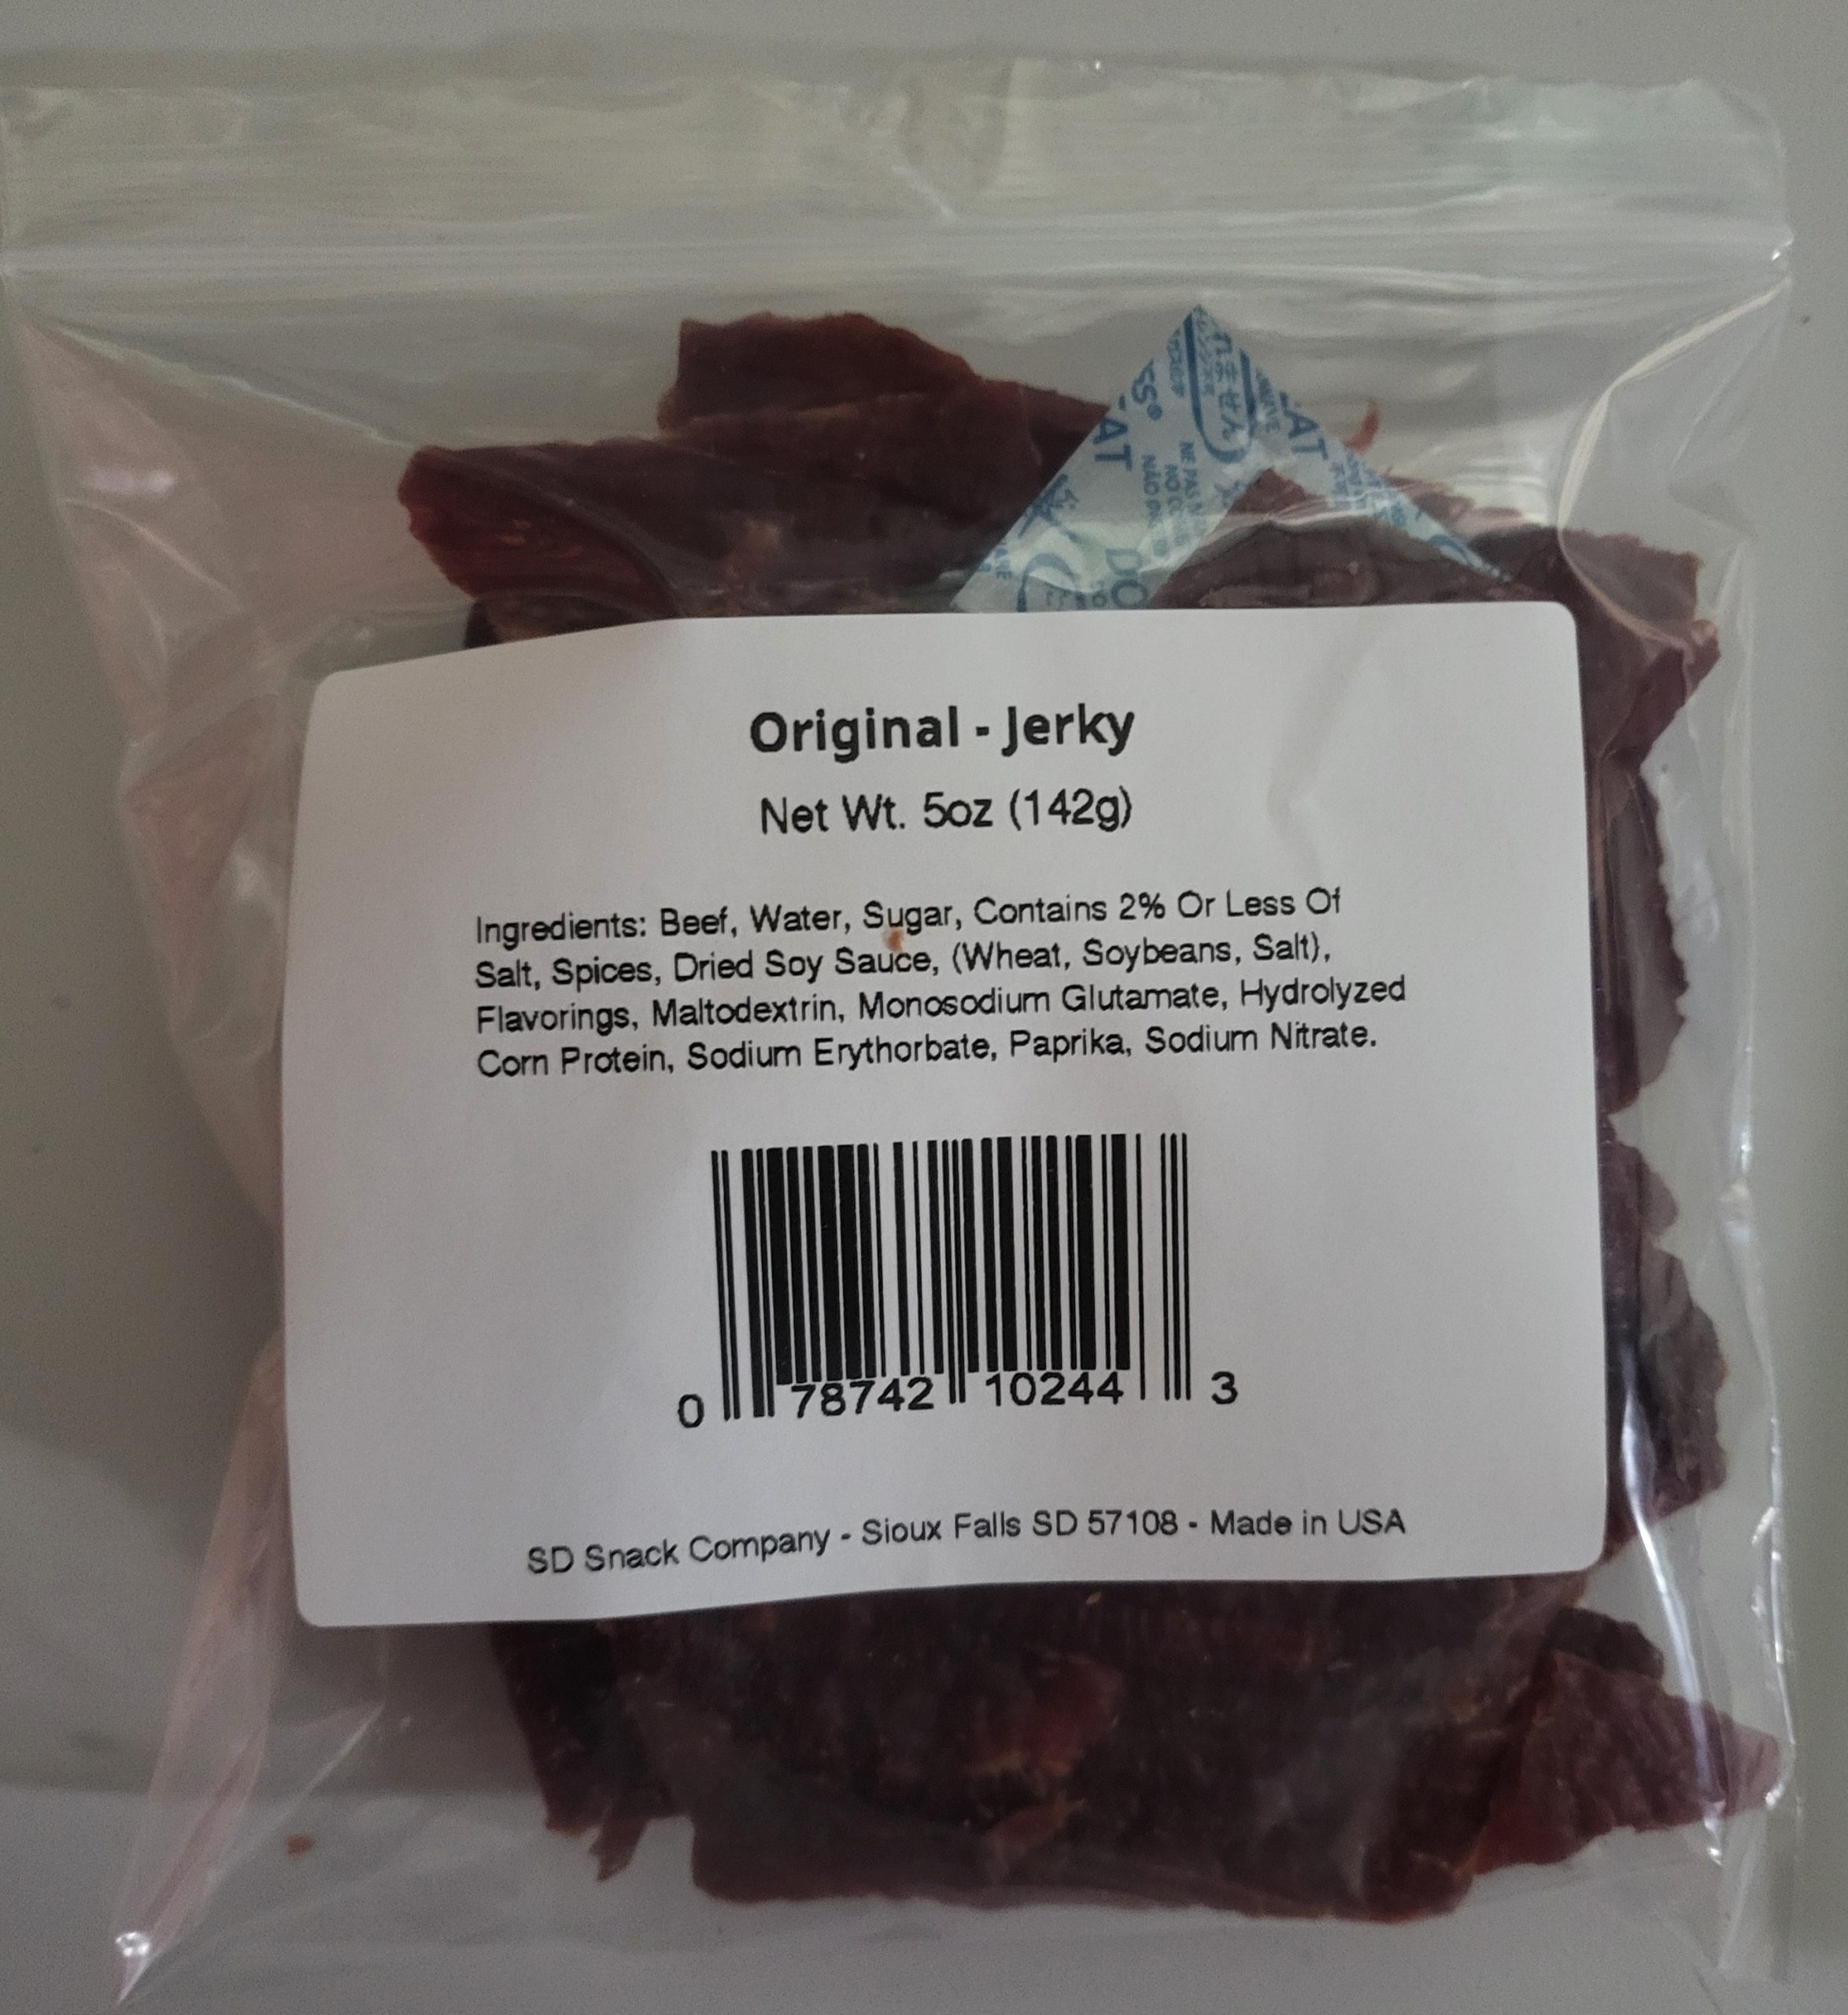 Original - Jerky
Net Wt. 5oz (142g)
Ingredients: Beef, Water, Sugar, Contains 2% Or Less Of
Salt, Spices, Dried Soy Sauce, (Wheat, Soybeans, Salt),
Flavorings, Maltodextrin, Monosodium Glutamate, Hydrolyzed
Corn Protein, Sodium Erythorbate, Paprika, Sodium Nitrate.
0 78742 10244 3
SD Snack Company - Sioux Falls SD 57108 - Made in USA